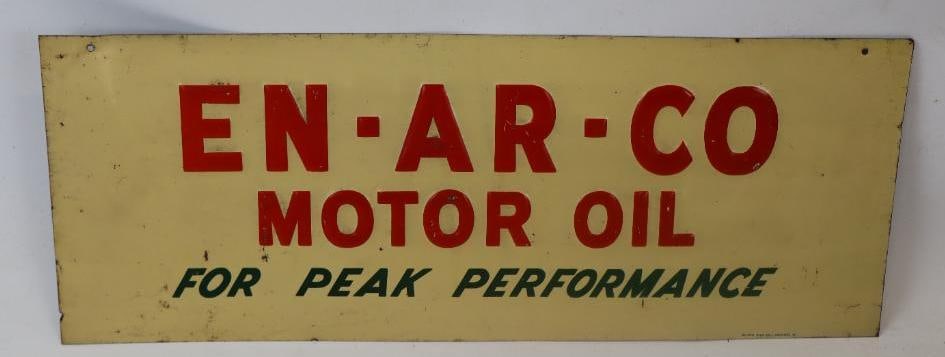 EN-AR-CO
MOTOR OIL
FOR PEAK PERFORMANCE